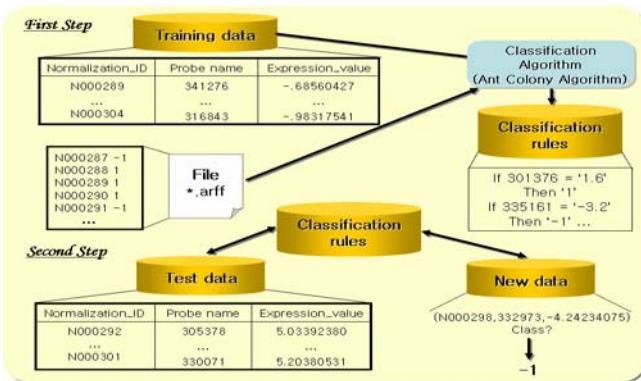 First Step
Training data
Normalization_ID Probe name Expression_value
N000289 341276 -.68560427
... ... ...
N000304 316843 -.98317541
Classification
Algorithm
(Ant Colony Algorithm)
Classification
rules
If 301376 = '1.6'
Then '1'
If 335161 = '-3.2'
Then '-1' ...
N000287 -1
N000288 1
N000289 1
N000290 1
N000291 -1
...
File
*.arff
Classification
rules
Second Step
Test data
Normalization_ID Probe name Expression_value
N000292 305378 5.03392380
... ... ...
N000301 330071 5.20380531
New data
(N000298,332973,-4.24234075)
Class?
-1